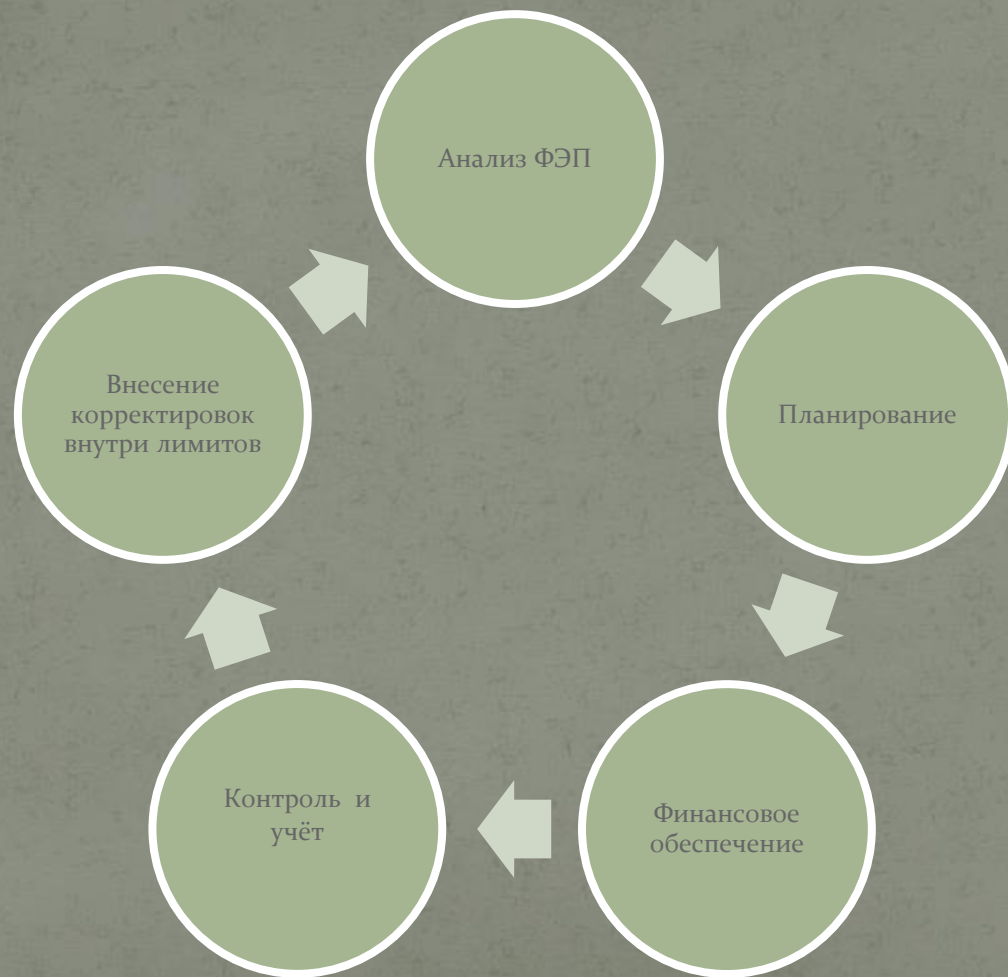 Анализ ФЭП
Планирование
Финансовое
обеспечение
Контроль и
учёт
Внесение
корректировок
внутри лимитов